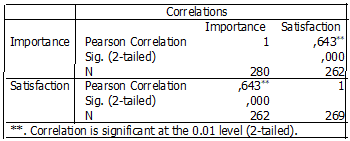 Correlations
Importance Satisfaction
Importance Pearson Correlation 1 ,643**
Sig. (2-tailed) ,000
N 280 262
Satisfaction Pearson Correlation ,643** 1
Sig. (2-tailed) ,000
N 262 269
**. Correlation is significant at the 0.01 level (2-tailed).